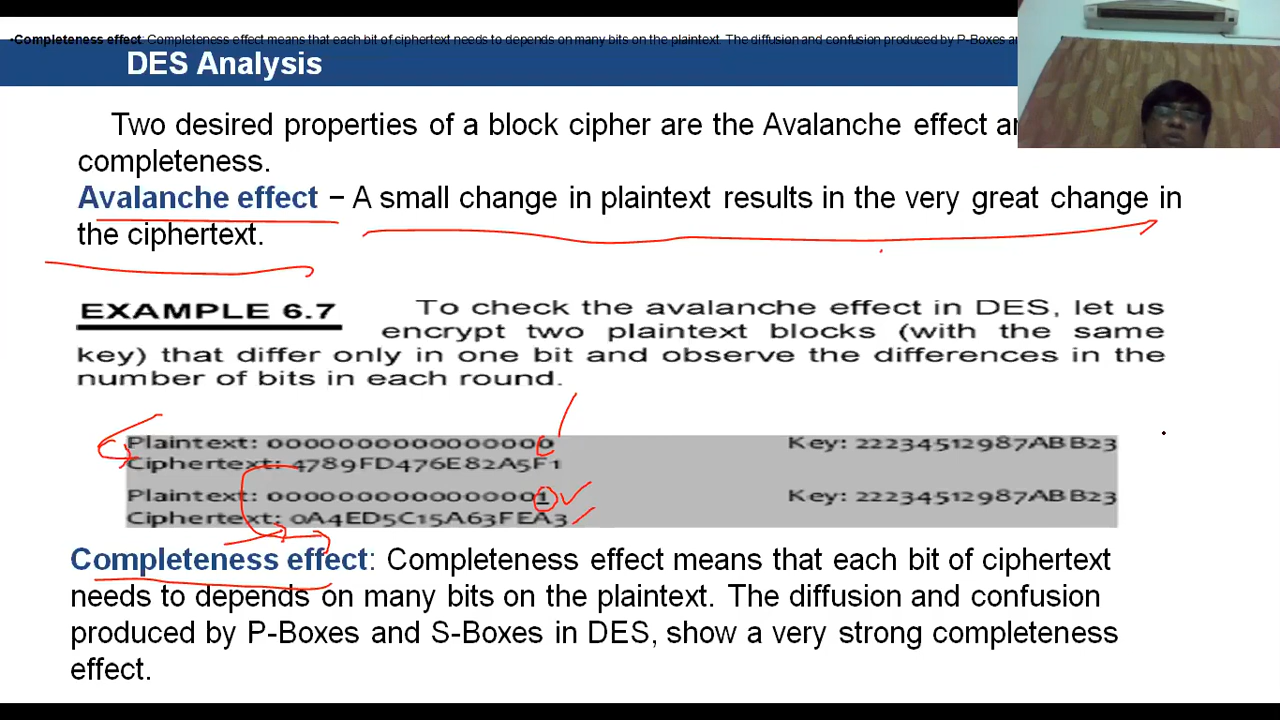 •Completeness effect: Completeness effect means that each bit of ciphertext needs to depends on many bits on the plaintext. The diffusion and confusion produced by P-Boxes
DES Analysis
Two desired properties of a block cipher are the Avalanche effect
completeness.
Avalanche effect – A small change in plaintext results in the very great change in
the ciphertext.
EXAMPLE 6.7 To check the avalanche effect in DES, let us
encrypt two plaintext blocks (with the same
key) that differ only in one bit and observe the differences in the
number of bits in each round.
Plaintext: 0000000000000000 Key: 22234512987ABB23
Ciphertext: 4789FD476E82A5F1
Plaintext: 0000000000000001 Key: 22234512987ABB23
Ciphertext: 0A4ED5C15A63FEA3
Completeness effect: Completeness effect means that each bit of ciphertext
needs to depends on many bits on the plaintext. The diffusion and confusion
produced by P-Boxes and S-Boxes in DES, show a very strong completeness
effect.